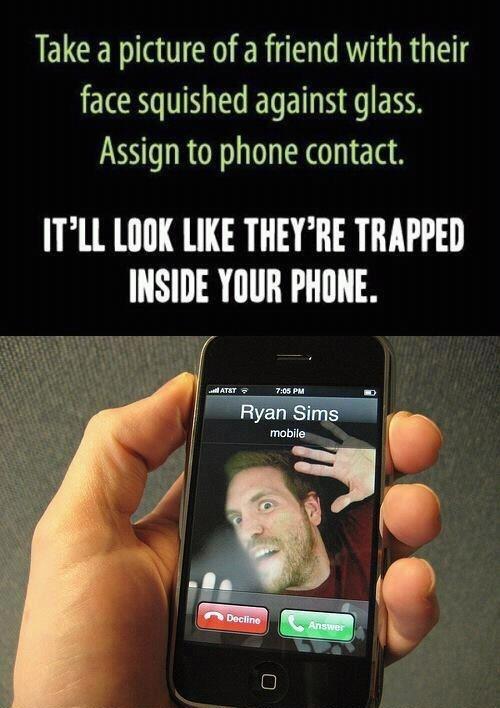 Take a picture of a friend with their
face squished against glass.
Assign to phone contact.
IT'LL LOOK LIKE THEY'RE TRAPPED
INSIDE YOUR PHONE.
AT&T 7:05 PM
Ryan Sims
mobile
Decline Answer